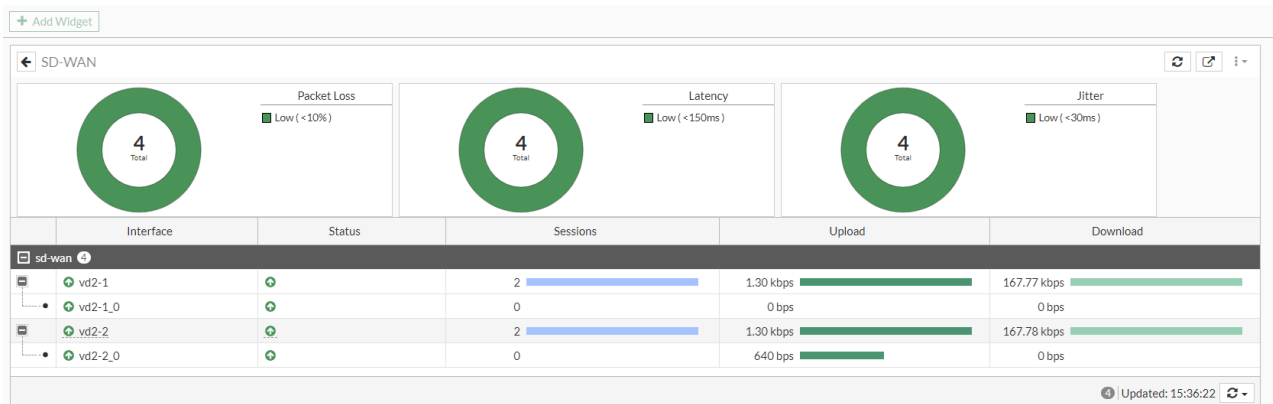 + Add Widget
SD-WAN
Packet Loss
Low ( <10% )
4
Total
Latency
Low ( <150ms )
4
Total
Jitter
Low ( <30ms )
4
Total
Interface Status Sessions Upload Download
sd-wan 4
vd2-1 2 1.30 kbps 167.77 kbps
vd2-1_0 0 0 bps 0 bps
vd2-2 2 1.30 kbps 167.78 kbps
vd2-2_0 0 640 bps 0 bps
4 Updated: 15:36:22